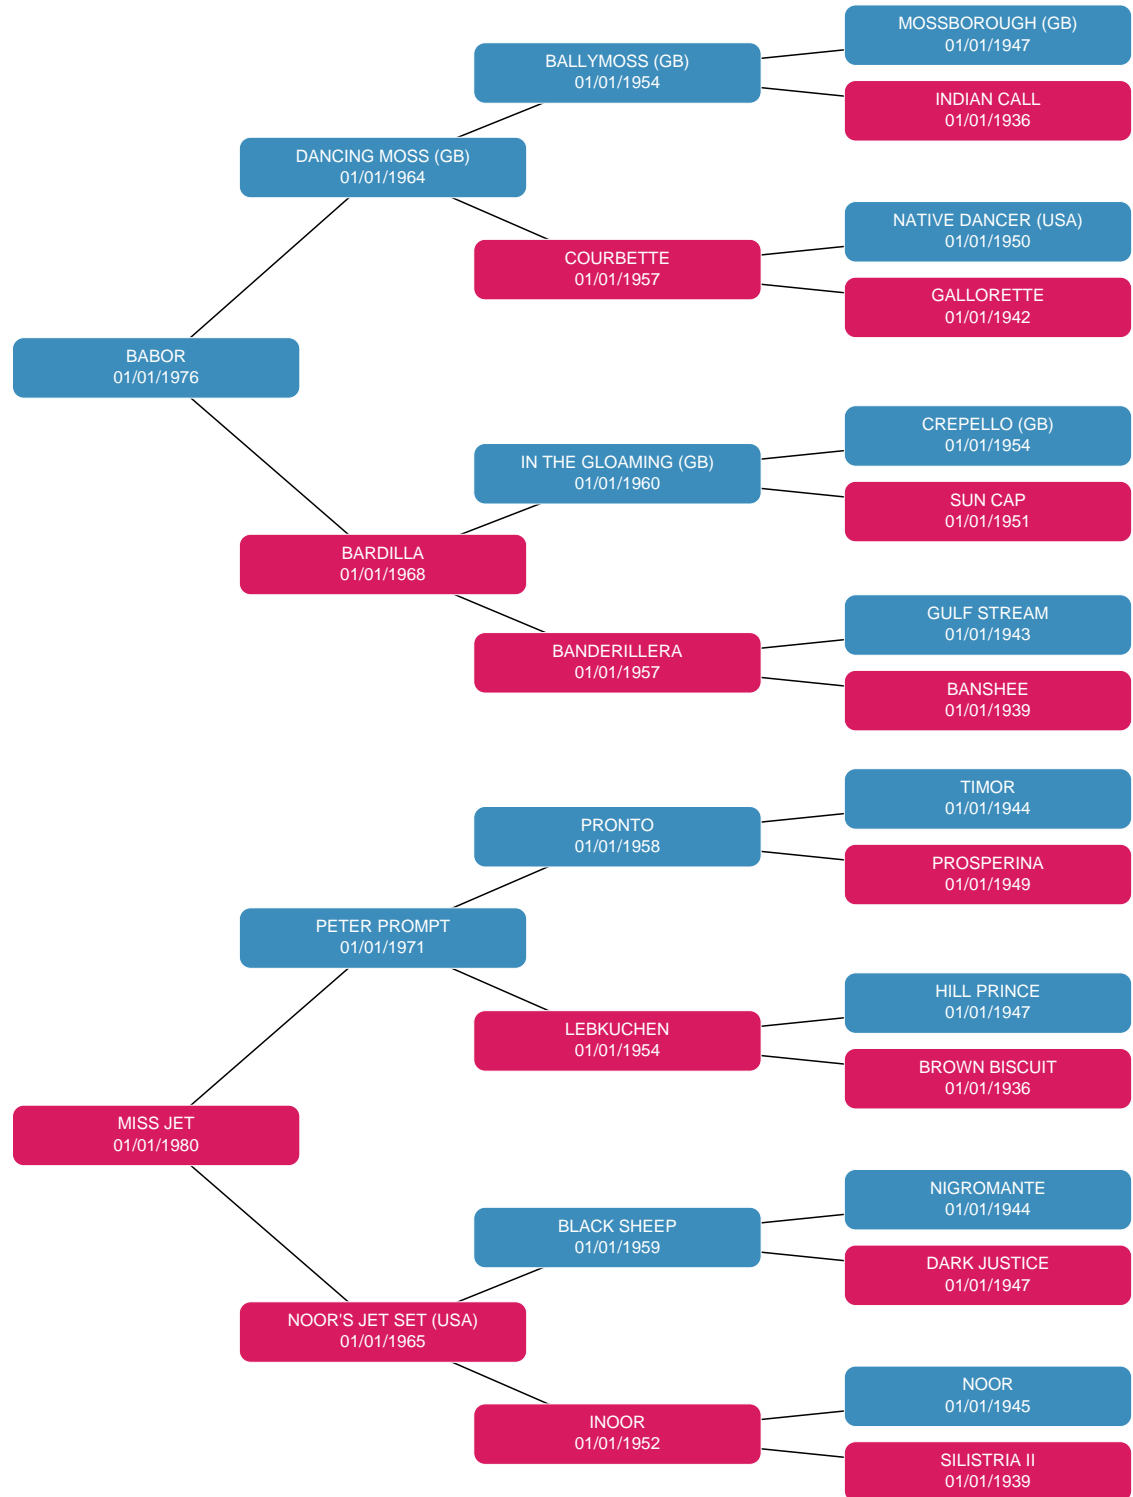 MOSSBOROUGH (GB)
01/01/1947
BALLYMOSS (GB)
01/01/1954
INDIAN CALL
01/01/1936
DANCING MOSS (GB)
01/01/1964
NATIVE DANCER (USA)
01/01/1950
COURBETTE
01/01/1957
GALLORETTE
01/01/1942
BABOR
01/01/1976
CREPELLO (GB)
01/01/1954
IN THE GLOAMING (GB)
01/01/1960
SUN CAP
01/01/1951
BARDILLA
01/01/1968
GULF STREAM
01/01/1943
BANDERILLERA
01/01/1957
BANSHEE
01/01/1939
TIMOR
01/01/1944
PRONTO
01/01/1958
PROSPERINA
01/01/1949
PETER PROMPT
01/01/1971
HILL PRINCE
01/01/1947
LEBKUCHEN
01/01/1954
BROWN BISCUIT
01/01/1936
MISS JET
01/01/1980
NIGROMANTE
01/01/1944
BLACK SHEEP
01/01/1959
DARK JUSTICE
01/01/1947
NOOR'S JET SET (USA)
01/01/1965
NOOR
01/01/1945
INOOR
01/01/1952
SILISTRIA II
01/01/1939